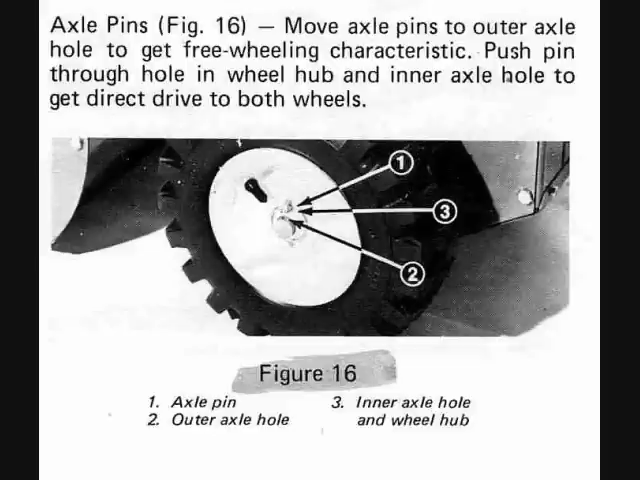 Axle Pins (Fig. 16) — Move axle pins to outer axle
hole to get free-wheeling characteristic. Push pin
through hole in wheel hub and inner axle hole to
get direct drive to both wheels.
1
3
2
Figure 16
1. Axle pin
2. Outer axle hole
3. Inner axle hole
and wheel hub